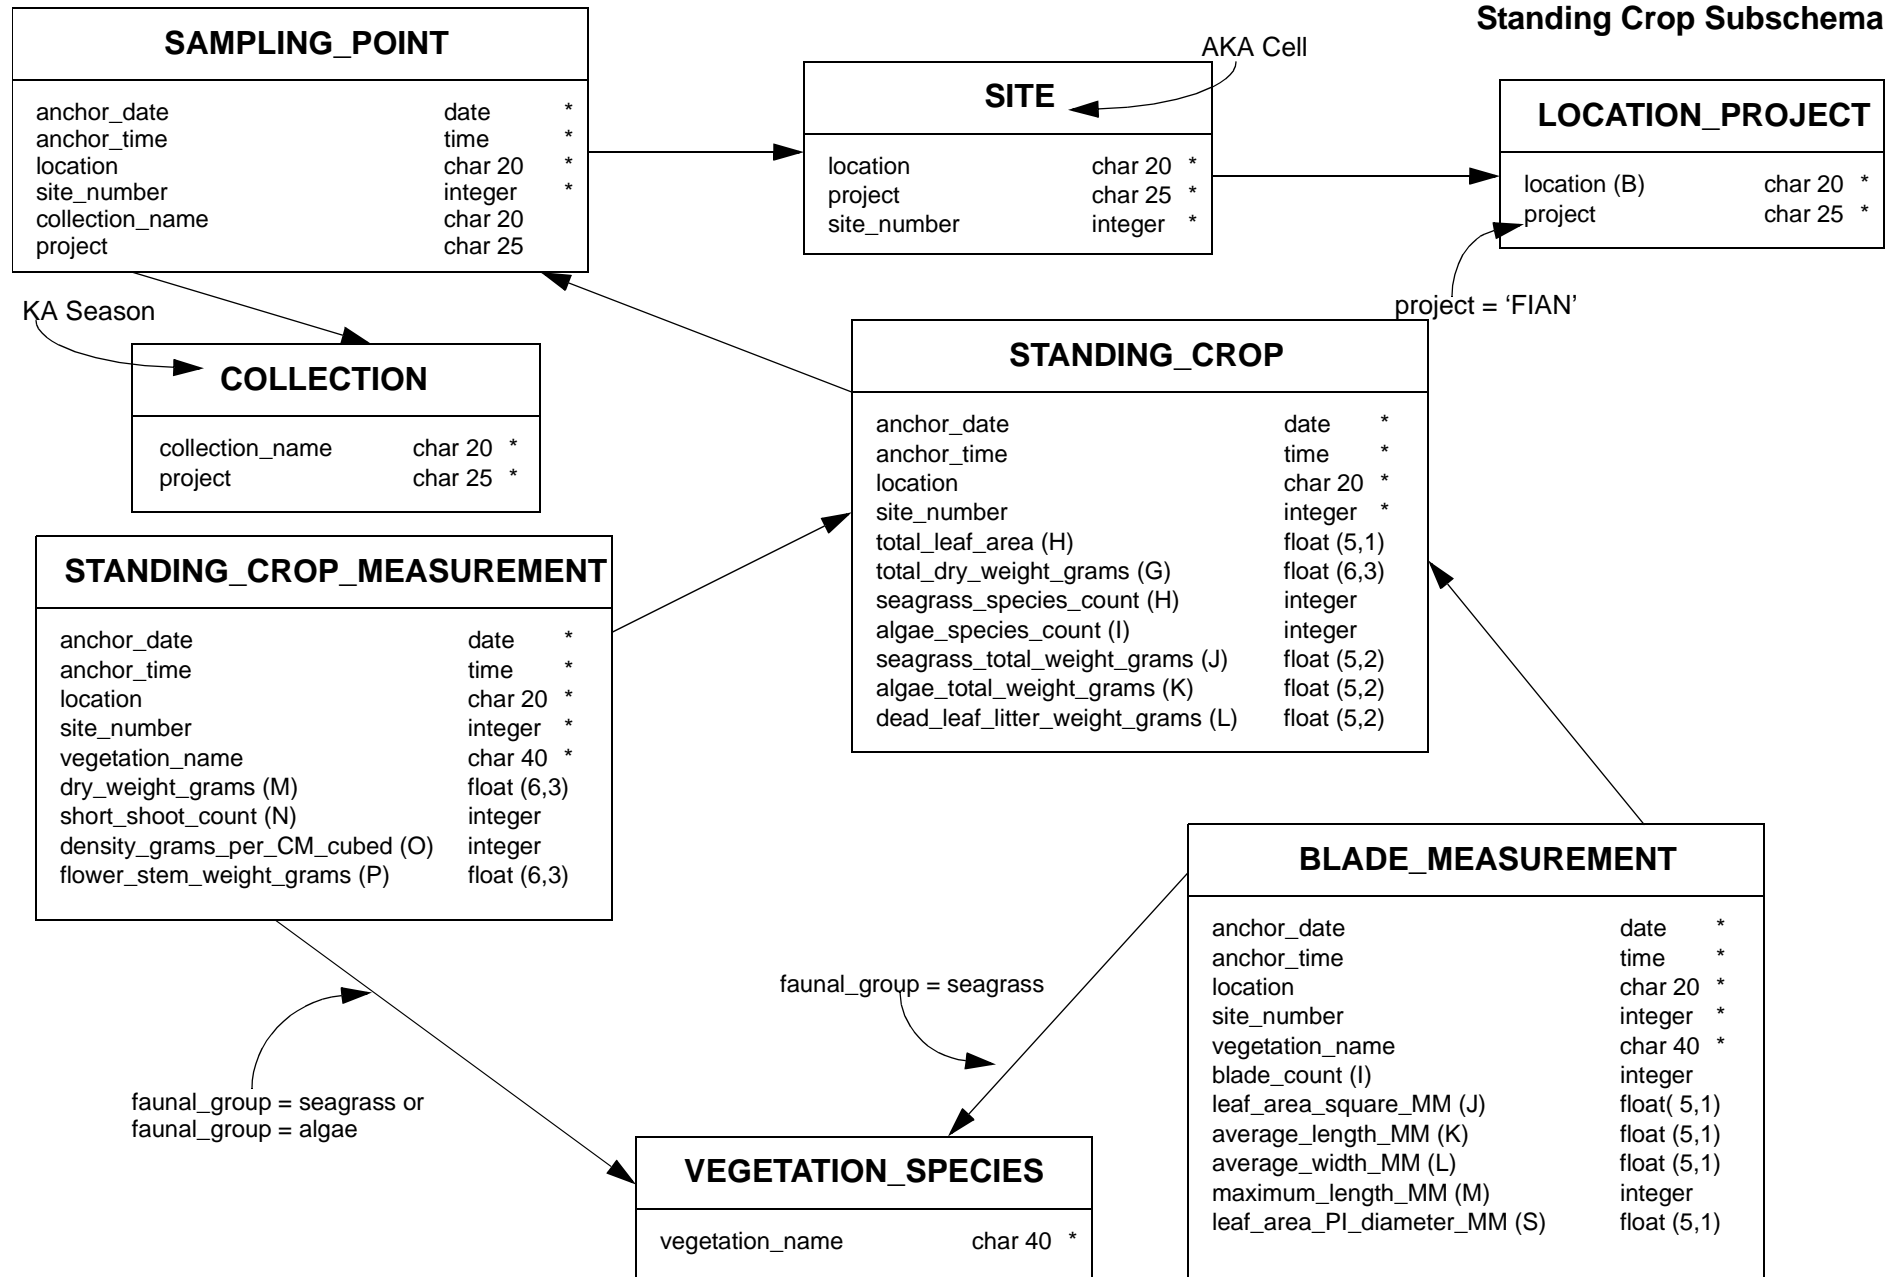 Standing Crop Subschema
SAMPLING_POINT
anchor_date date *
anchor_time time *
location char 20 *
site_number integer *
collection_name char 20
project char 25
AKA Cell
SITE
location char 20 *
project char 25 *
site_number integer *
LOCATION_PROJECT
location (B) char 20 *
project char 25 *
project = ‘FIAN’
KA Season
COLLECTION
collection_name char 20 *
project char 25 *
STANDING_CROP
anchor_date date *
anchor_time time *
location char 20 *
site_number integer *
total_leaf_area (H) float (5,1)
total_dry_weight_grams (G) float (6,3)
seagrass_species_count (H) integer
algae_species_count (I) integer
seagrass_total_weight_grams (J) float (5,2)
algae_total_weight_grams (K) float (5,2)
dead_leaf_litter_weight_grams (L) float (5,2)
STANDING_CROP_MEASUREMENT
anchor_date date *
anchor_time time *
location char 20 *
site_number integer *
vegetation_name char 40 *
dry_weight_grams (M) float (6,3)
short_shoot_count (N) integer
density_grams_per_CM_cubed (O) integer
flower_stem_weight_grams (P) float (6,3)
BLADE_MEASUREMENT
anchor_date date *
anchor_time time *
location char 20 *
site_number integer *
vegetation_name char 40 *
blade_count (I) integer
leaf_area_square_MM (J) float( 5,1)
average_length_MM (K) float (5,1)
average_width_MM (L) float (5,1)
maximum_length_MM (M) integer
leaf_area_PI_diameter_MM (S) float (5,1)
faunal_group = seagrass
faunal_group = seagrass or
faunal_group = algae
VEGETATION_SPECIES
vegetation_name char 40 *